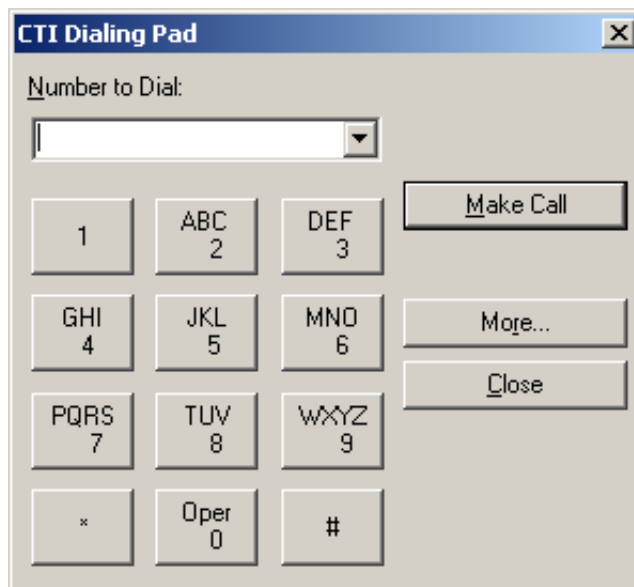 CTI Dialing Pad
Number to Dial:
Make Call
1
ABC
2
DEF
3
GHI
4
JKL
5
MNO
6
More...
Close
PQRS
7
TUV
8
WXYZ
9
*
Oper
0
#